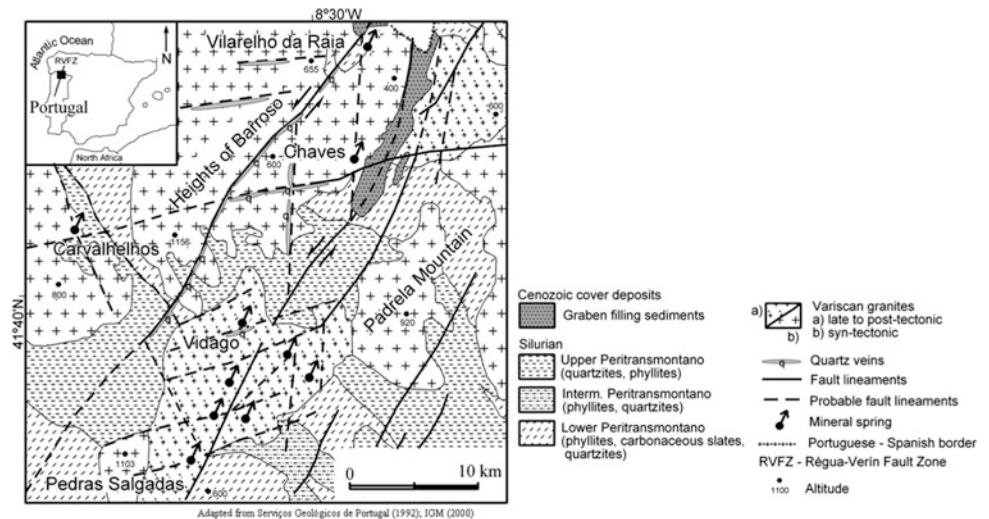 8°30'W
Atlantic Ocean
RVFZ
Portugal
North Africa
N
Vilarelho da Raia
655
400
600
Heights of Barroso
Chaves
600
q
q
q
q
q
q
q
Carvalhelhos
1156
800
41°40'N
Padrela Mountain
920
Vidago
1103
Pedras Salgadas
600
0 10 km
Adapted from Serviços Geológicos de Portugal (1992); IGM (2000)
Cenozoic cover deposits
Graben filling sediments
Silurian
Upper Peritransmontano
(quartzites, phyllites)
Interm. Peritransmontano
(phyllites, quartzites)
Lower Peritransmontano
(phyllites, carbonaceous slates,
quartzites)
a)
b)
Variscan granites
a) late to post-tectonic
b) syn-tectonic
q
Quartz veins
Fault lineaments
Probable fault lineaments
Mineral spring
Portuguese - Spanish border
RVFZ - Régua-Verin Fault Zone
1100
Altitude